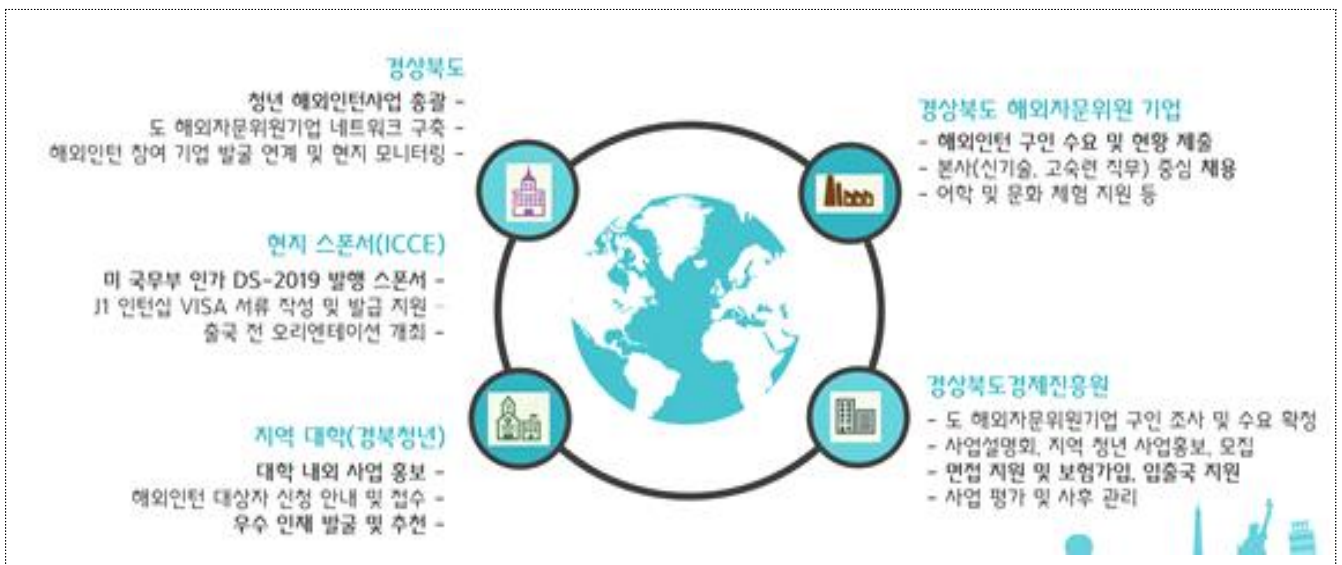 경상북도
청년 해외인턴사업 총괄 -
도 해외자문위원기업 네트워크 구축 -
해외인턴 참여 기업 발굴 연계 및 현지 모니터링 -
현지 스폰서(ICCE)
미 국무부 인가 DS-2019 발행 스폰서 -
J1 인턴십 VISA 서류 작성 및 발급 지원 -
출국 전 오리엔테이션 개최 -
지역 대학(경북청년)
대학 내외 사업 홍보 -
해외인턴 대상자 신청 안내 및 접수 -
우수 인재 발굴 및 추천 -
경상북도 해외자문위원 기업
- 해외인턴 구인 수요 및 현황 제출
- 본사(신기술, 고숙련 직무) 중심 채용
- 어학 및 문화 체험 지원 등
경상북도경제진흥원
- 도 해외자문위원기업 구인 조사 및 수요 확정
- 사업설명회, 지역 청년 사업홍보, 모집
- 면접 지원 및 보험가입, 입출국 지원
- 사업 평가 및 사후 관리